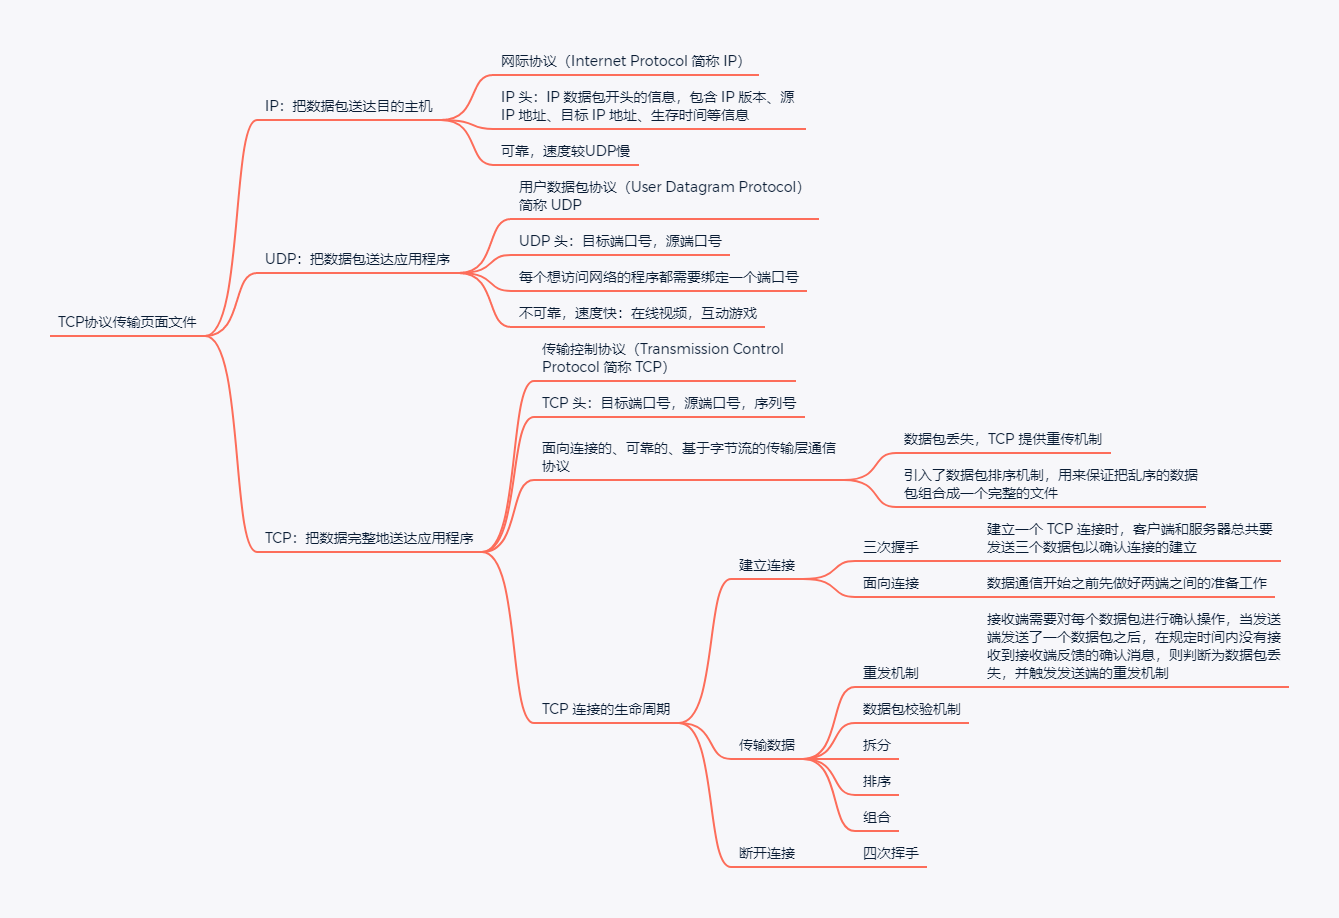 TCP协议传输页面文件
IP：把数据包送达目的主机
网际协议（Internet Protocol 简称 IP）
IP 头：IP 数据包开头的信息，包含 IP 版本、源
IP 地址、目标 IP 地址、生存时间等信息
可靠，速度较UDP慢
UDP：把数据包送达应用程序
用户数据包协议（User Datagram Protocol）
简称 UDP
UDP 头：目标端口号，源端口号
每个想访问网络的程序都需要绑定一个端口号
不可靠，速度快：在线视频，互动游戏
TCP：把数据完整地送达应用程序
传输控制协议（Transmission Control
Protocol 简称 TCP）
TCP 头：目标端口号，源端口号，序列号
面向连接的、可靠的、基于字节流的传输层通信
协议
数据包丢失，TCP 提供重传机制
引入了数据包排序机制，用来保证把乱序的数据
包组合成一个完整的文件
TCP 连接的生命周期
建立连接
三次握手
建立一个 TCP 连接时，客户端和服务器总共要
发送三个数据包以确认连接的建立
面向连接
数据通信开始之前先做好两端之间的准备工作
传输数据
重发机制
接收端需要对每个数据包进行确认操作，当发送
端发送了一个数据包之后，在规定时间内没有接
收到接收端反馈的确认消息，则判断为数据包丢
失，并触发发送端的重发机制
数据包校验机制
拆分
排序
组合
断开连接
四次挥手